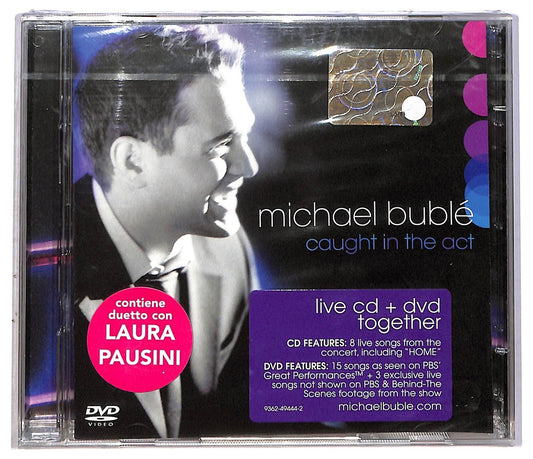 michael bublé
caught in the act
contiene
duetto con
LAURA
PAUSINI
live cd + dvd
together
CD FEATURES: 8 live songs from the
concert, including "HOME"
DVD FEATURES: 15 songs as seen on PBS'
Great Performances™ + 3 exclusive live
songs not shown on PBS & Behind-The
Scenes footage from the show
9362-49444-2
michaelbuble.com
DVD
VIDEO